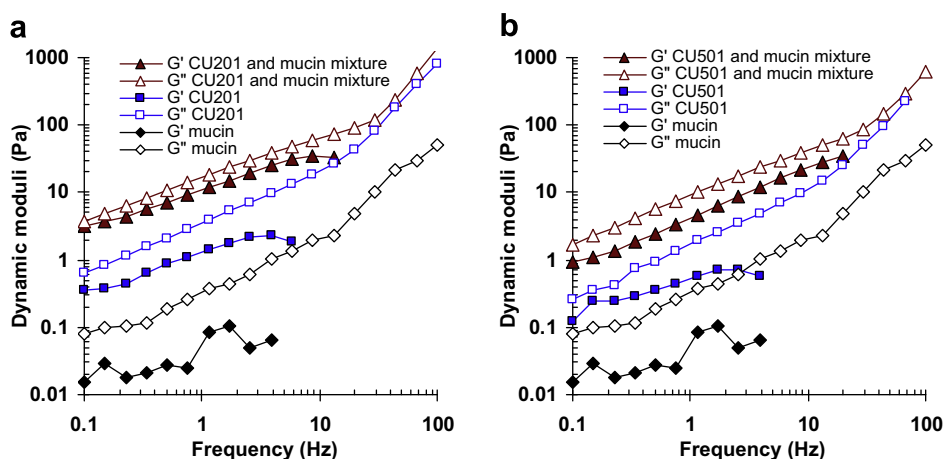 a
1000
100
10
1
0.1
0.01
Dynamic moduli (Pa)
G' CU201 and mucin mixture
G" CU201 and mucin mixture
G' CU201
G" CU201
G' mucin
G" mucin
0.1 1 10 100
Frequency (Hz)
b
1000
100
10
1
0.1
0.01
Dynamic moduli (Pa)
G' CU501 and mucin mixture
G" CU501 and mucin mixture
G' CU501
G" CU501
G' mucin
G" mucin
0.1 1 10 100
Frequency (Hz)